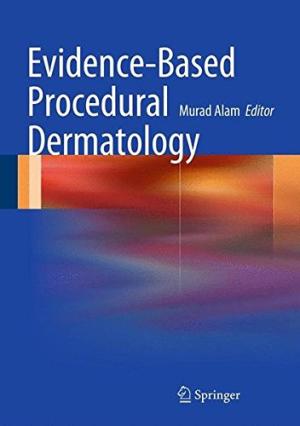 Evidence-Based
Procedural Murad Alam Editor
Dermatology
Springer